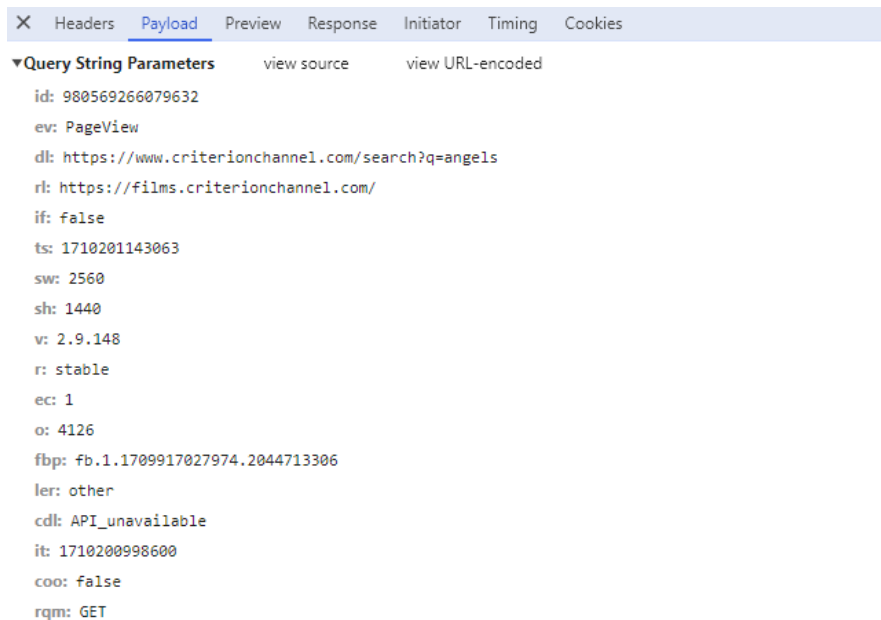 Headers Payload Preview Response Initiator Timing Cookies
Query String Parameters view source view URL-encoded
id: 980569266079632
ev: PageView
dl: https://www.criterionchannel.com/search?q=angels
rl: https://films.criterionchannel.com/
if: false
ts: 1710201143063
sw: 2560
sh: 1440
v: 2.9.148
r: stable
ec: 1
o: 4126
fbp: fb.1.1709917027974.2044713306
ler: other
cdl: API_unavailable
it: 1710200998600
coo: false
rqm: GET